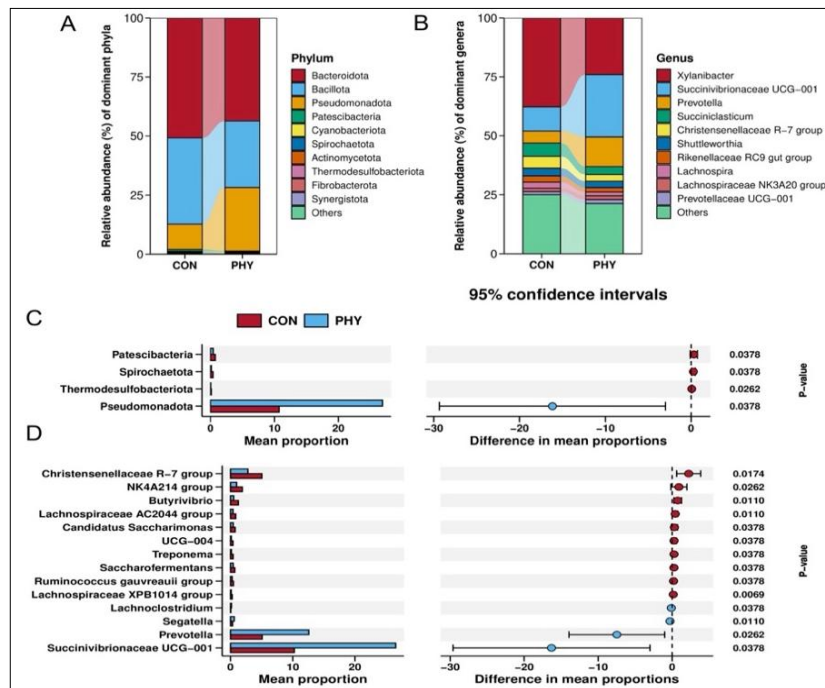 A
Relative abundance (%) of dominant phyla
100
75
50
25
0
CON
PHY
Phylum
Bacteroidota
Bacillota
Pseudomonadota
Patescibacteria
Cyanobacteriota
Spirochaetota
Actinomycetota
Thermodesulfobacteriota
Fibrobacterota
Synergistota
Others
B
Relative abundance (%) of dominant genera
100
75
50
25
0
CON
PHY
Genus
Xylanibacter
Succinivibrionaceae UCG-001
Prevotella
Succiniclasticum
Christensenellaceae R-7 group
Shuttleworthia
Rikenellaceae RC9 gut group
Lachnospira
Lachnospiraceae NK3A20 group
Prevotellaceae UCG-001
Others
95% confidence intervals
C
CON
PHY
Patescibacteria
0.0378
Spirochaetota
0.0378
Thermodesulfobacteriota
0.0262
Pseudomonadota
0.0378
P-value
0
10
20
Mean proportion
−30
−20
−10
0
Difference in mean proportions
D
Christensenellaceae R-7 group
0.0174
NK4A214 group
0.0262
Butyrivibrio
0.0110
Lachnospiraceae AC2044 group
0.0110
Candidatus Saccharimonas
0.0378
UCG-004
0.0378
Treponema
0.0378
Saccharofermentans
0.0378
Ruminococcus gauvreauii group
0.0378
Lachnospiraceae XPB1014 group
0.0069
Lachnoclostridium
0.0378
Segatella
0.0110
Prevotella
0.0262
Succinivibrionaceae UCG-001
0.0378
P-value
0
10
20
Mean proportion
−30
−20
−10
0
Difference in mean proportions